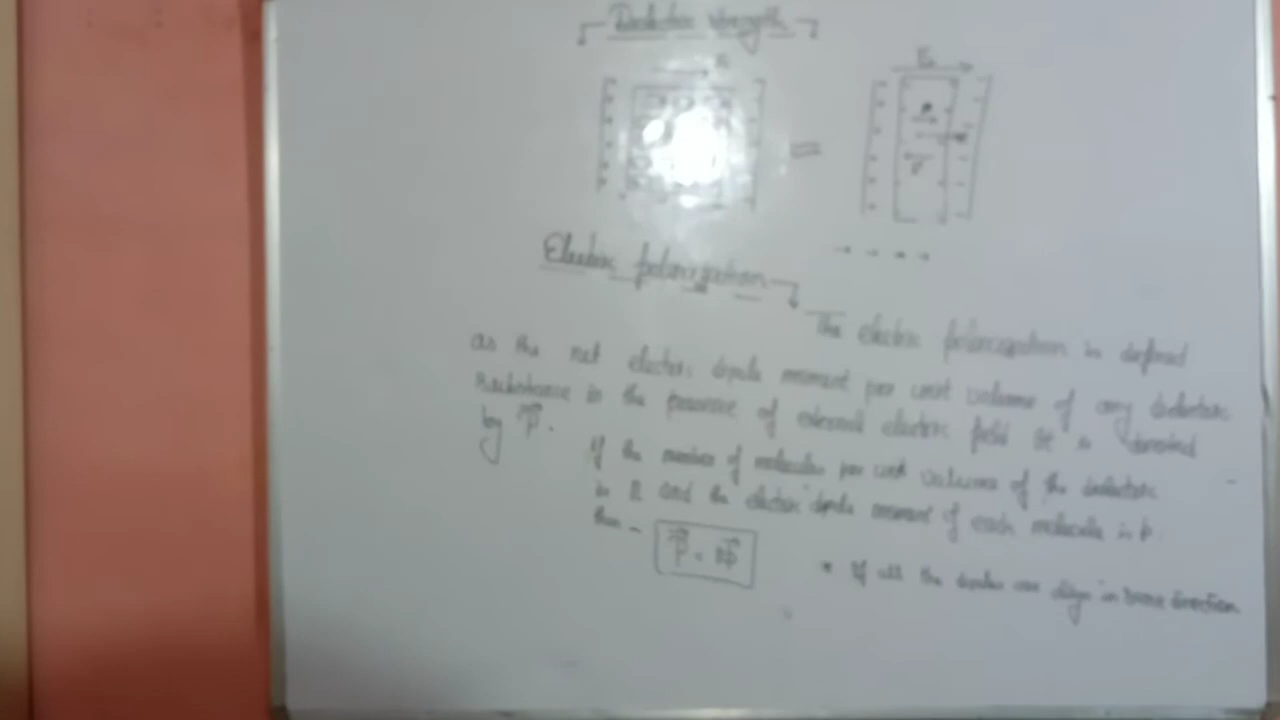 Dielectric strength
E₀
=
P
Electric polarization
The electric polarization is defined
as the net electric dipole moment per unit volume of any dielectric
substance in the presence of external electric field. It is denoted
by P⃗.
If the number of molecules per unit volume of the dielectric
is n and the electric dipole moment of each molecule is p
then -
P⃗ = np⃗
* If all the dipoles are align in same direction